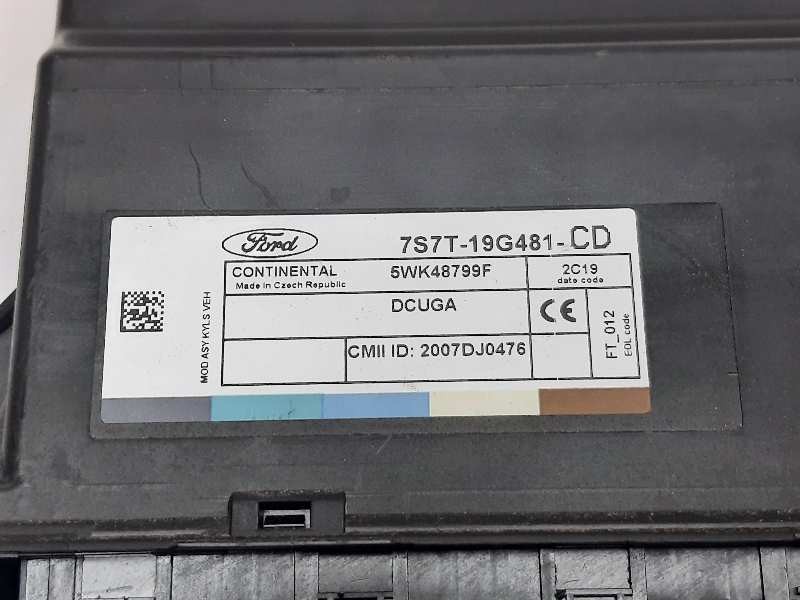 Ford 7S7T-19G481-CD
CONTINENTAL 5WK48799F 2C19
Made in Czech Republic date code
DCUGA CE
CMII ID: 2007DJ0476
MOD ASY KYLS VEH
FT_012
EOL code